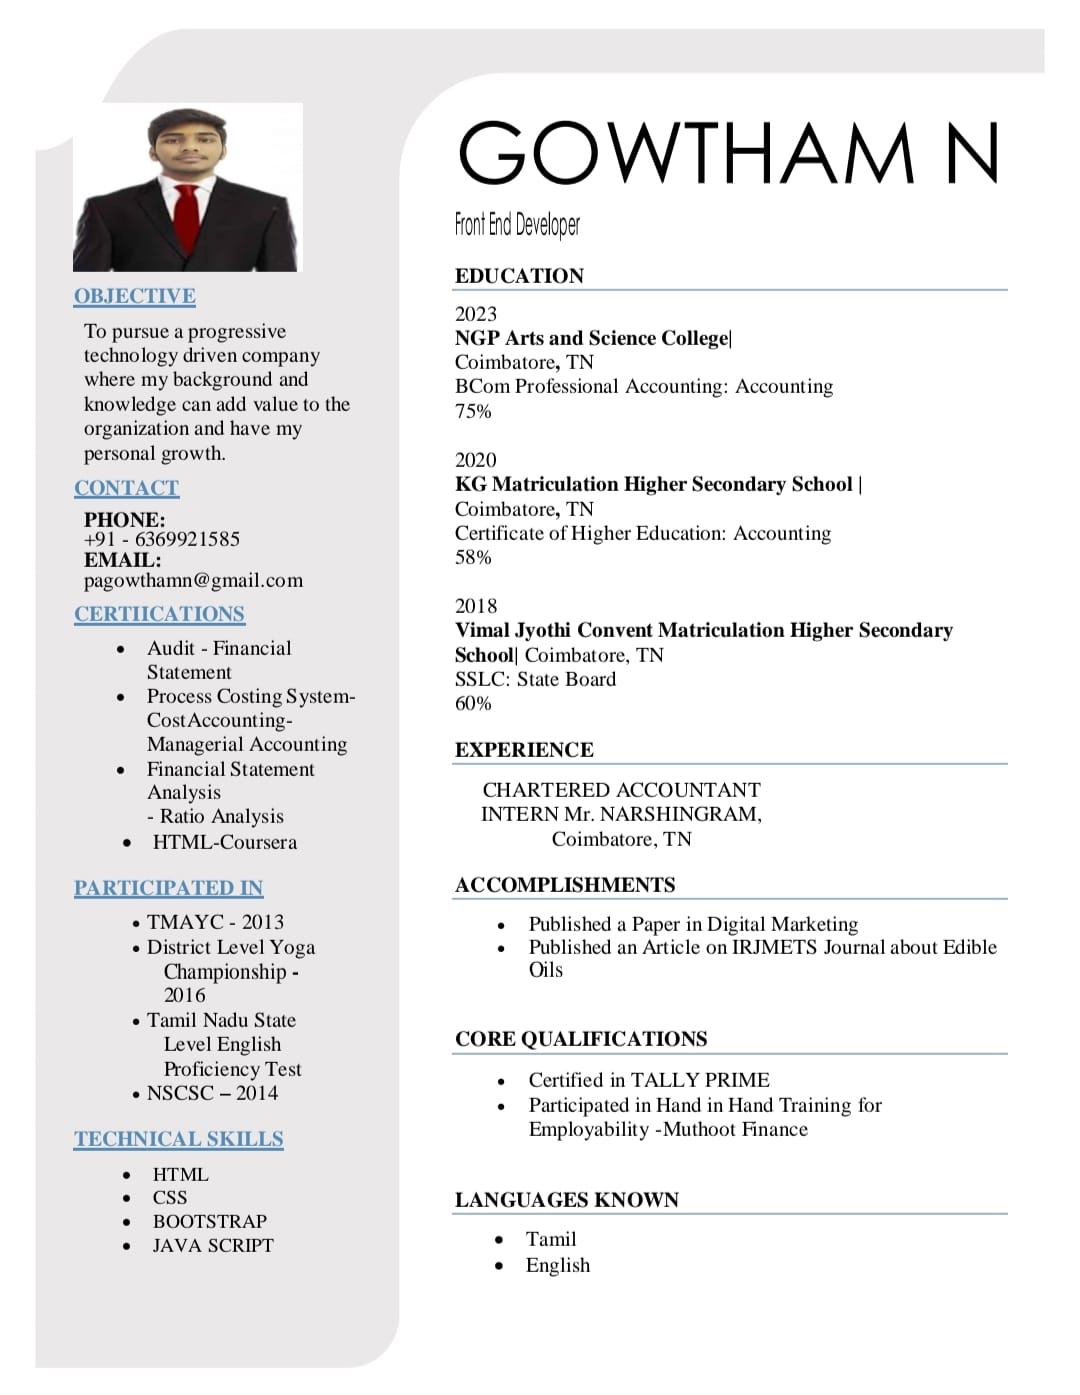 GOWTHAM N
Front End Developer
OBJECTIVE
To pursue a progressive
technology driven company
where my background and
knowledge can add value to the
organization and have my
personal growth.
CONTACT
PHONE:
+91 - 6369921585
EMAIL:
pagowthamn@gmail.com
CERTIICATIONS
• Audit - Financial
Statement
• Process Costing System-
CostAccounting-
Managerial Accounting
• Financial Statement
Analysis
- Ratio Analysis
• HTML-Coursera
PARTICIPATED IN
• TMAYC - 2013
• District Level Yoga
Championship -
2016
• Tamil Nadu State
Level English
Proficiency Test
• NSCSC – 2014
TECHNICAL SKILLS
• HTML
• CSS
• BOOTSTRAP
• JAVA SCRIPT
EDUCATION
2023
NGP Arts and Science College|
Coimbatore, TN
BCom Professional Accounting: Accounting
75%
2020
KG Matriculation Higher Secondary School |
Coimbatore, TN
Certificate of Higher Education: Accounting
58%
2018
Vimal Jyothi Convent Matriculation Higher Secondary
School| Coimbatore, TN
SSLC: State Board
60%
EXPERIENCE
CHARTERED ACCOUNTANT
INTERN Mr. NARSHINGRAM,
Coimbatore, TN
ACCOMPLISHMENTS
• Published a Paper in Digital Marketing
• Published an Article on IRJMETS Journal about Edible
Oils
CORE QUALIFICATIONS
• Certified in TALLY PRIME
• Participated in Hand in Hand Training for
Employability -Muthoot Finance
LANGUAGES KNOWN
• Tamil
• English